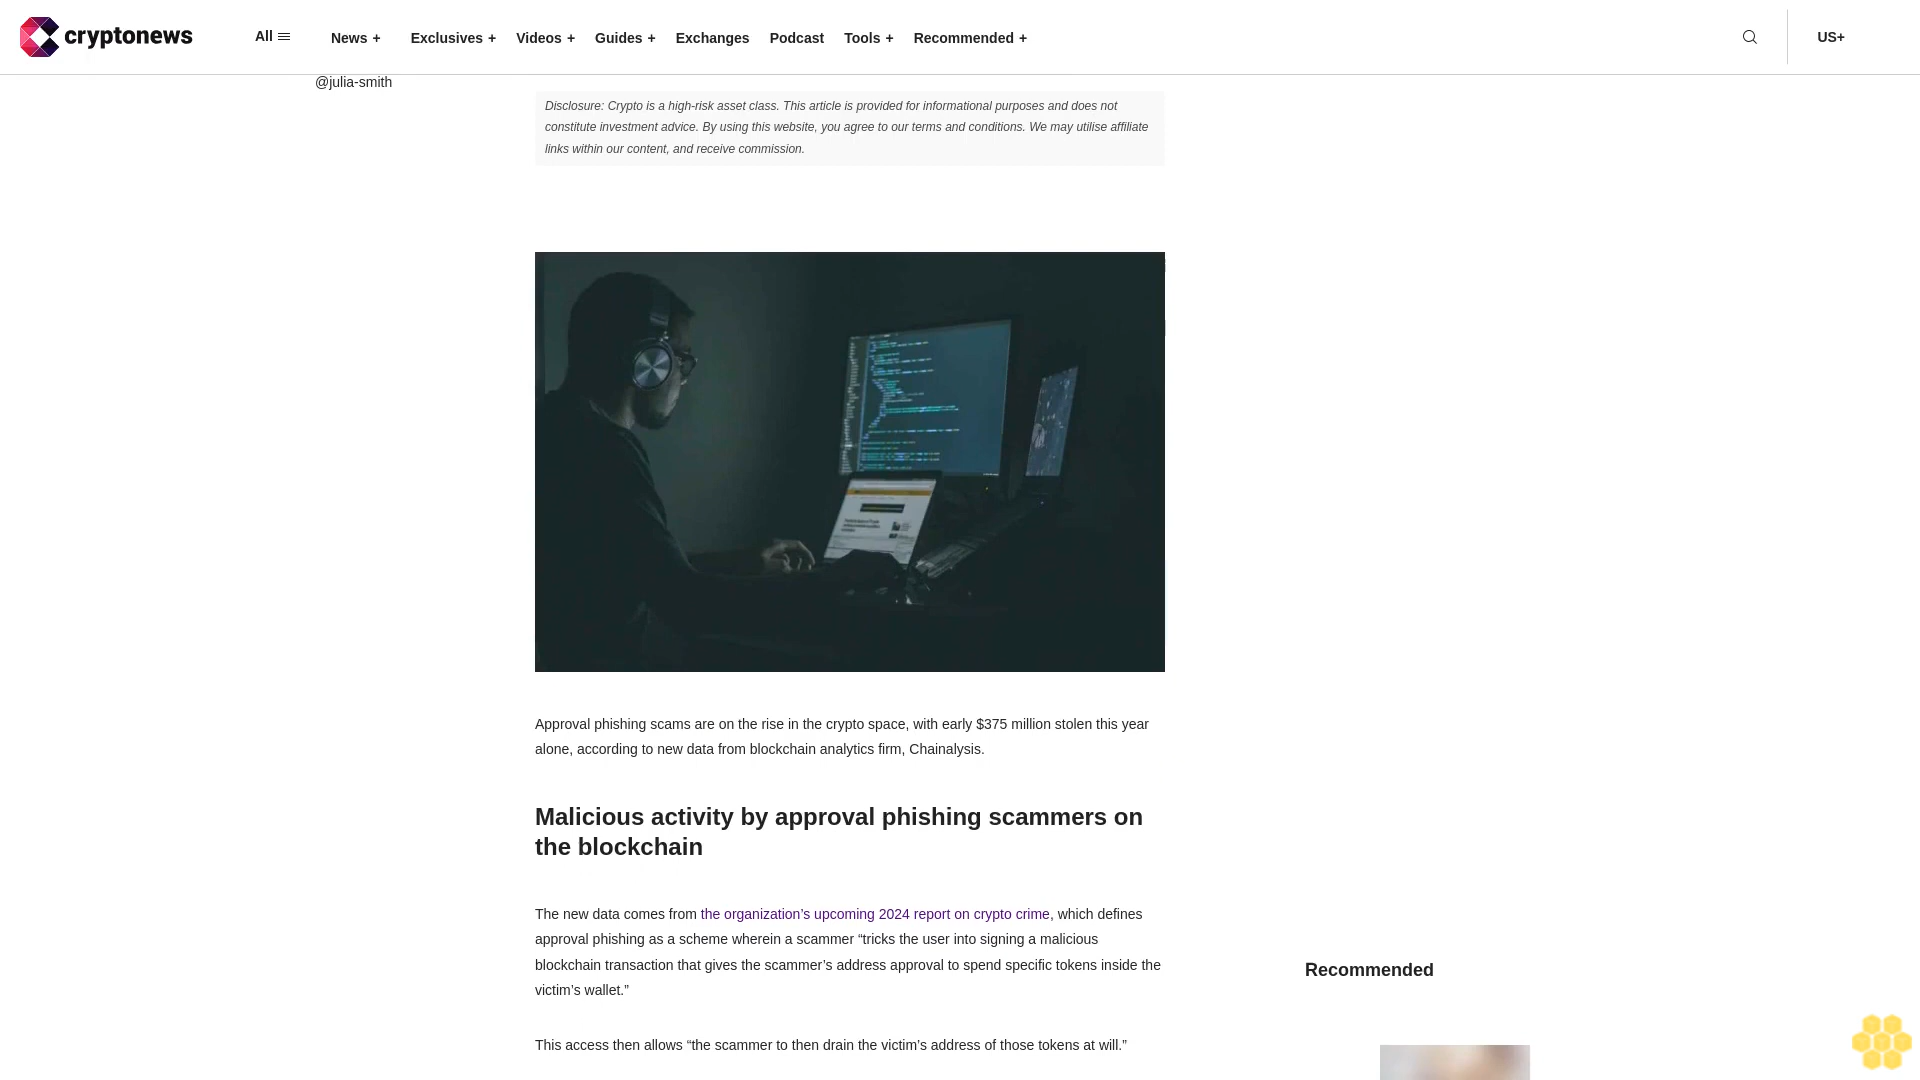 cryptonews
All
News +
Exclusives +
Videos +
Guides +
Exchanges
Podcast
Tools +
Recommended +
US+
@julia-smith
Disclosure: Crypto is a high-risk asset class. This article is provided for informational purposes and does not
constitute investment advice. By using this website, you agree to our terms and conditions. We may utilise affiliate
links within our content, and receive commission.
Approval phishing scams are on the rise in the crypto space, with early $375 million stolen this year
alone, according to new data from blockchain analytics firm, Chainalysis.
Malicious activity by approval phishing scammers on
the blockchain
The new data comes from the organization’s upcoming 2024 report on crypto crime, which defines
approval phishing as a scheme wherein a scammer “tricks the user into signing a malicious
blockchain transaction that gives the scammer’s address approval to spend specific tokens inside the
victim’s wallet.”
This access then allows “the scammer to then drain the victim’s address of those tokens at will.”
Recommended